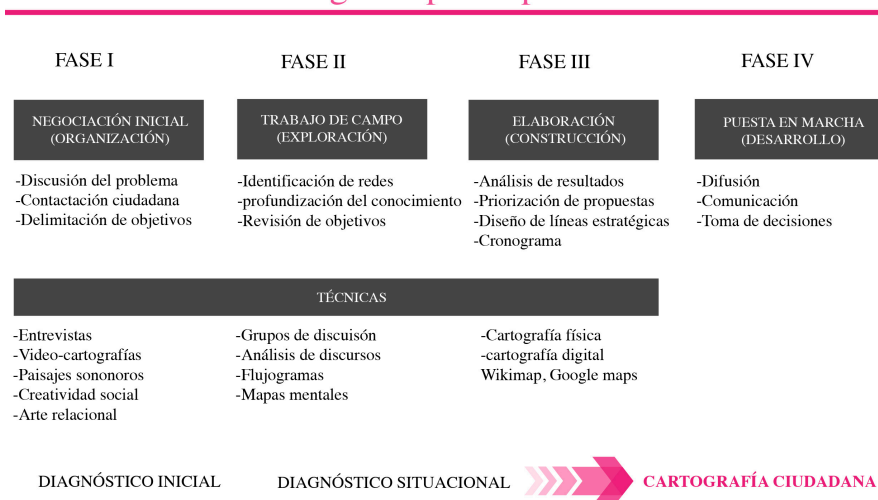 FASE I
FASE II
FASE III
FASE IV
NEGOCIACIÓN INICIAL
(ORGANIZACIÓN)
TRABAJO DE CAMPO
(EXPLORACIÓN)
ELABORACIÓN
(CONSTRUCCIÓN)
PUESTA EN MARCHA
(DESARROLLO)
-Discusión del problema
-Contactación ciudadana
-Delimitación de objetivos
-Identificación de redes
-profundización del conocimiento
-Revisión de objetivos
-Análisis de resultados
-Priorización de propuestas
-Diseño de líneas estratégicas
-Cronograma
-Difusión
-Comunicación
-Toma de decisiones
TÉCNICAS
-Entrevistas
-Video-cartografías
-Paisajes sononoros
-Creatividad social
-Arte relacional
-Grupos de discuisón
-Análisis de discursos
-Flujogramas
-Mapas mentales
-Cartografía física
-cartografía digital
Wikimap, Google maps
DIAGNÓSTICO INICIAL
DIAGNÓSTICO SITUACIONAL
CARTOGRAFÍA CIUDADANA